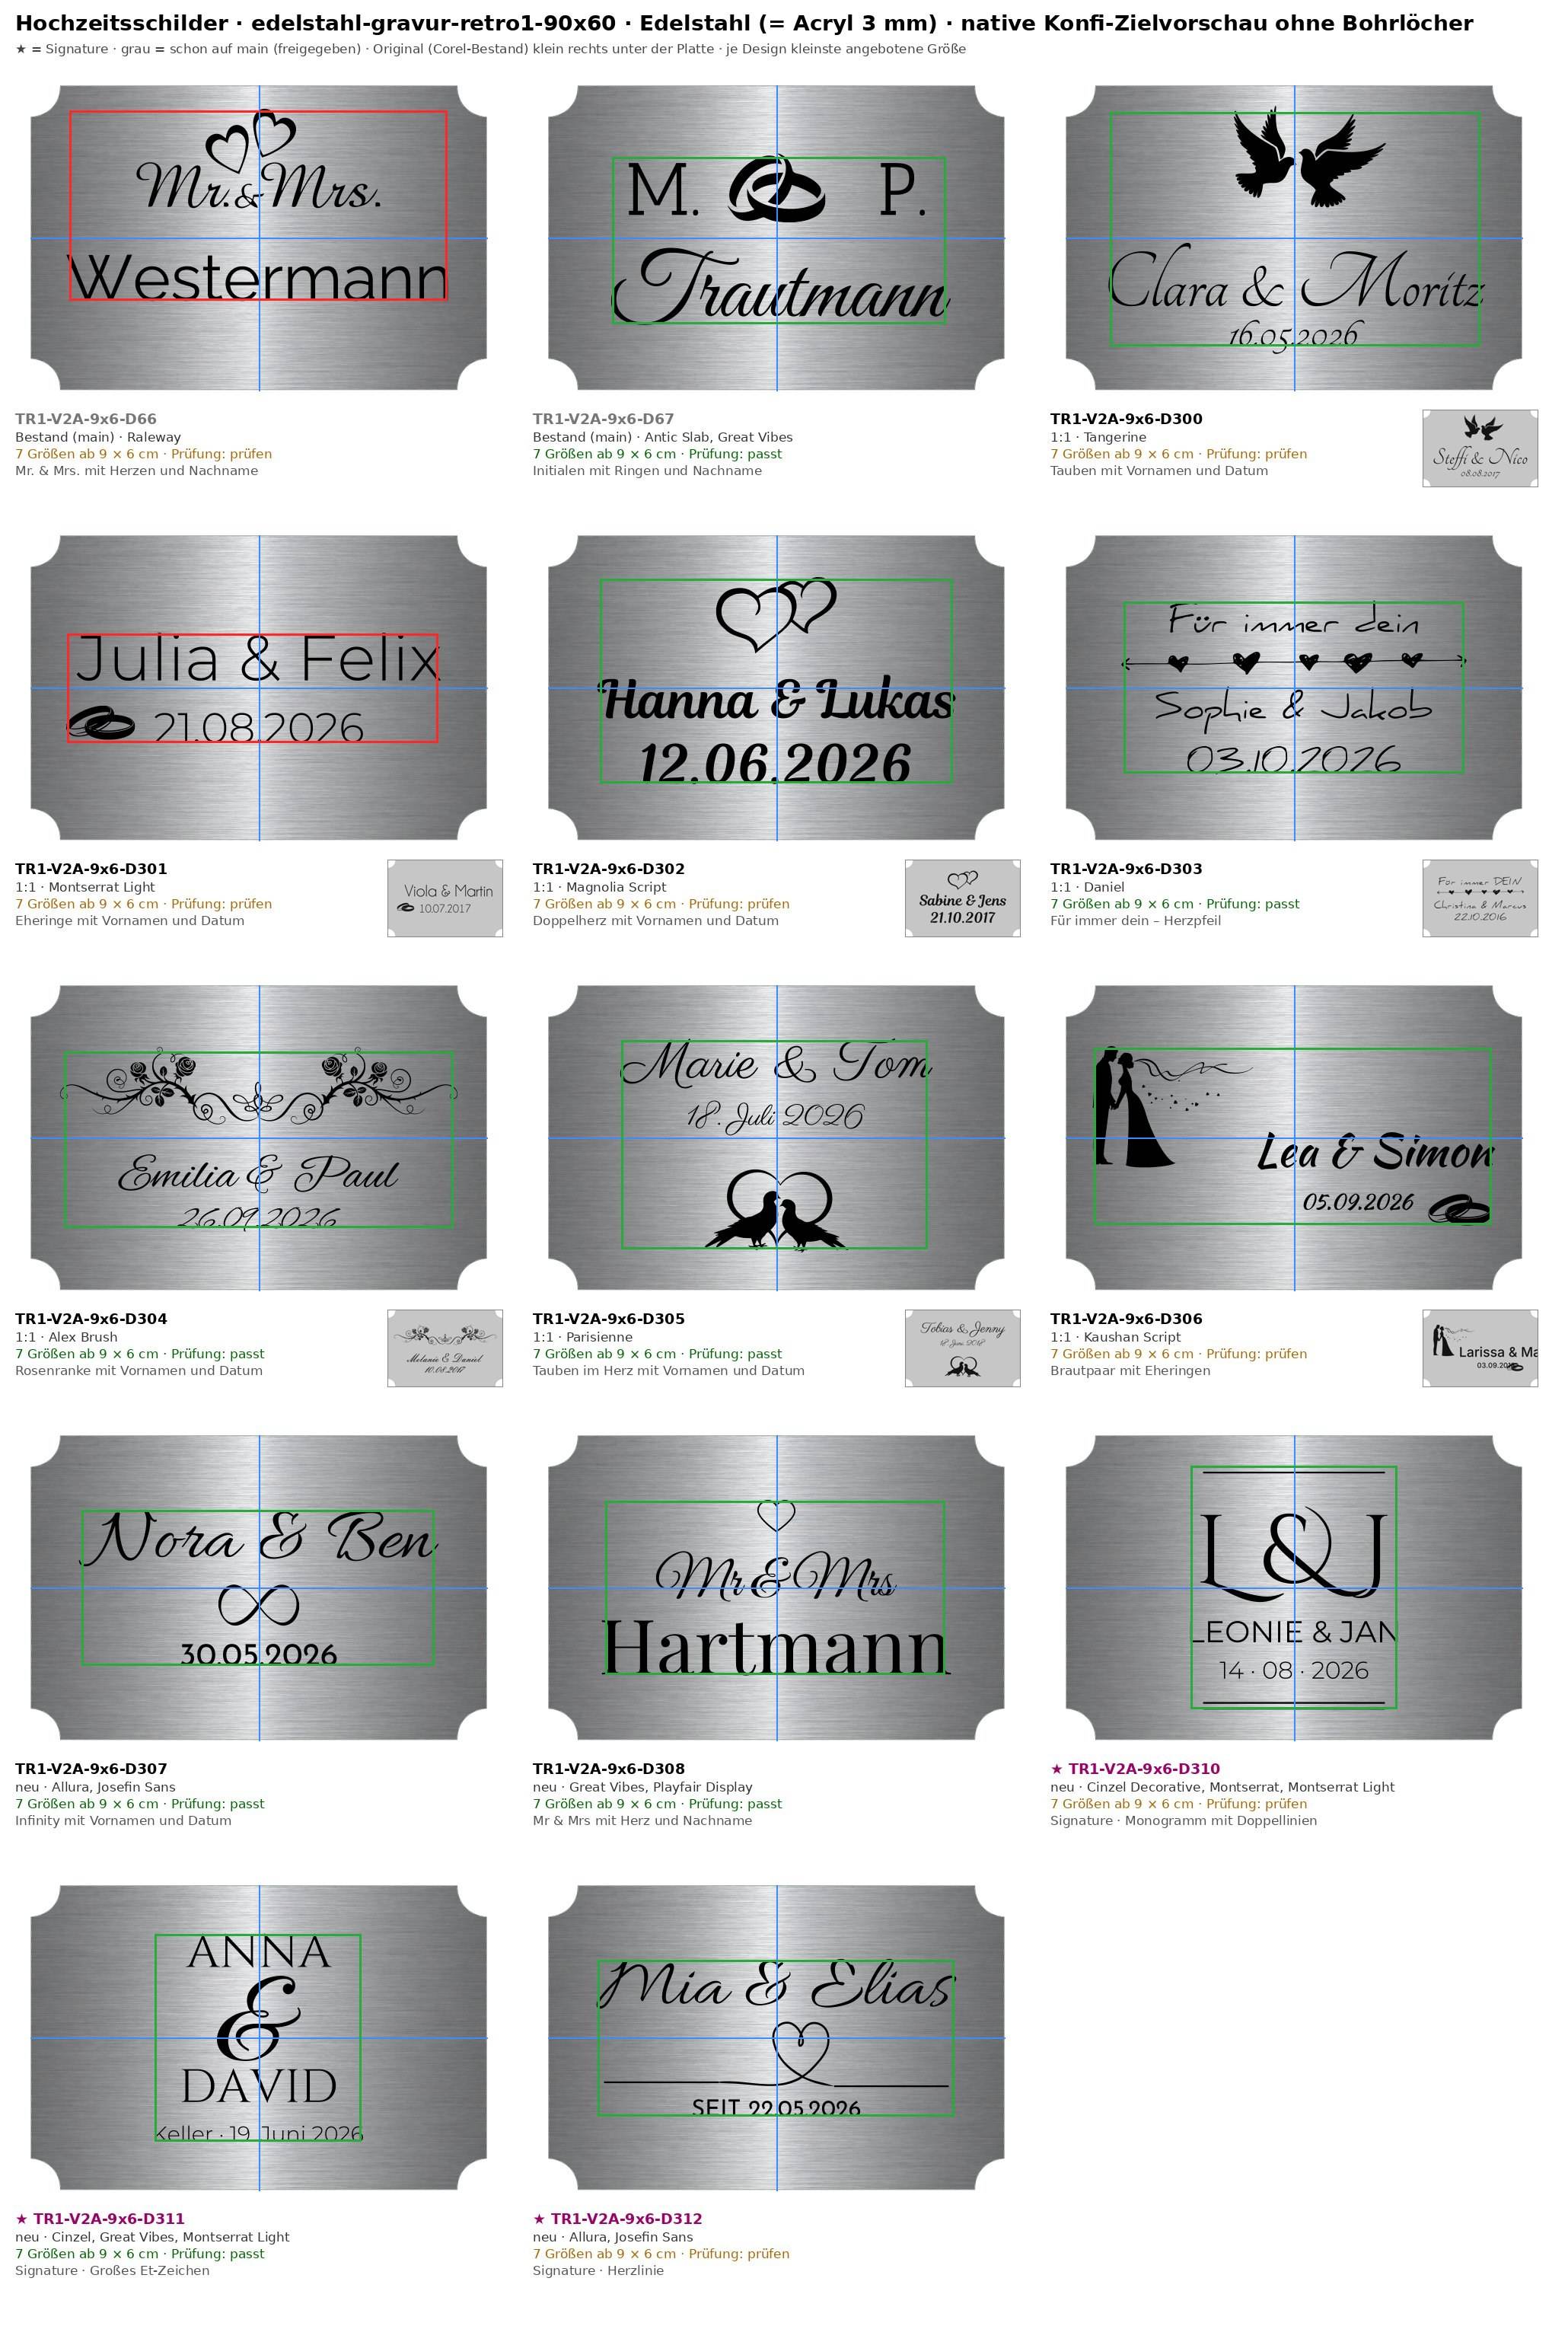 Hochzeitsschilder · edelstahl-gravur-retro1-90x60 · Edelstahl (= Acryl 3 mm) · native Konfi-Zielvorschau ohne Bohrlöcher
★ = Signature · grau = schon auf main (freigegeben) · Original (Corel-Bestand) klein rechts unter der Platte · je Design kleinste angebotene Größe
Mr. & Mrs.
Westermann
TR1-V2A-9x6-D66
Bestand (main) · Raleway
7 Größen ab 9 × 6 cm · Prüfung: prüfen
Mr. & Mrs. mit Herzen und Nachname
M. P.
Trautmann
TR1-V2A-9x6-D67
Bestand (main) · Antic Slab, Great Vibes
7 Größen ab 9 × 6 cm · Prüfung: passt
Initialen mit Ringen und Nachname
Clara & Moritz
16.05.2026
TR1-V2A-9x6-D300
1:1 · Tangerine
7 Größen ab 9 × 6 cm · Prüfung: prüfen
Tauben mit Vornamen und Datum
Steffi & Nico
08.08.2017
Julia & Felix
21.08.2026
TR1-V2A-9x6-D301
1:1 · Montserrat Light
7 Größen ab 9 × 6 cm · Prüfung: prüfen
Eheringe mit Vornamen und Datum
Viola & Martin
10.07.2017
Hanna & Lukas
12.06.2026
TR1-V2A-9x6-D302
1:1 · Magnolia Script
7 Größen ab 9 × 6 cm · Prüfung: prüfen
Doppelherz mit Vornamen und Datum
Sabine & Jens
21.10.2017
Für immer dein
Sophie & Jakob
03.10.2026
TR1-V2A-9x6-D303
1:1 · Daniel
7 Größen ab 9 × 6 cm · Prüfung: passt
Für immer dein – Herzpfeil
Für immer DEIN
Christina & Marcus
22.10.2016
Emilia & Paul
26.09.2026
TR1-V2A-9x6-D304
1:1 · Alex Brush
7 Größen ab 9 × 6 cm · Prüfung: passt
Rosenranke mit Vornamen und Datum
Melanie & Daniel
10.08.2017
Marie & Tom
18. Juli 2026
TR1-V2A-9x6-D305
1:1 · Parisienne
7 Größen ab 9 × 6 cm · Prüfung: passt
Tauben im Herz mit Vornamen und Datum
Tobias & Jenny
Lea & Simon
05.09.2026
TR1-V2A-9x6-D306
1:1 · Kaushan Script
7 Größen ab 9 × 6 cm · Prüfung: prüfen
Brautpaar mit Eheringen
Larissa & Ma
Nora & Ben
30.05.2026
TR1-V2A-9x6-D307
neu · Allura, Josefin Sans
7 Größen ab 9 × 6 cm · Prüfung: passt
Infinity mit Vornamen und Datum
Mr & Mrs
Hartmann
TR1-V2A-9x6-D308
neu · Great Vibes, Playfair Display
7 Größen ab 9 × 6 cm · Prüfung: passt
Mr & Mrs mit Herz und Nachname
L&J
LEONIE & JAN
14 · 08 · 2026
★ TR1-V2A-9x6-D310
neu · Cinzel Decorative, Montserrat, Montserrat Light
7 Größen ab 9 × 6 cm · Prüfung: prüfen
Signature · Monogramm mit Doppellinien
ANNA
&
DAVID
Keller · 19. Juni 2026
★ TR1-V2A-9x6-D311
neu · Cinzel, Great Vibes, Montserrat Light
7 Größen ab 9 × 6 cm · Prüfung: passt
Signature · Großes Et-Zeichen
Mia & Elias
SEIT 22.05.2026
★ TR1-V2A-9x6-D312
neu · Allura, Josefin Sans
7 Größen ab 9 × 6 cm · Prüfung: prüfen
Signature · Herzlinie